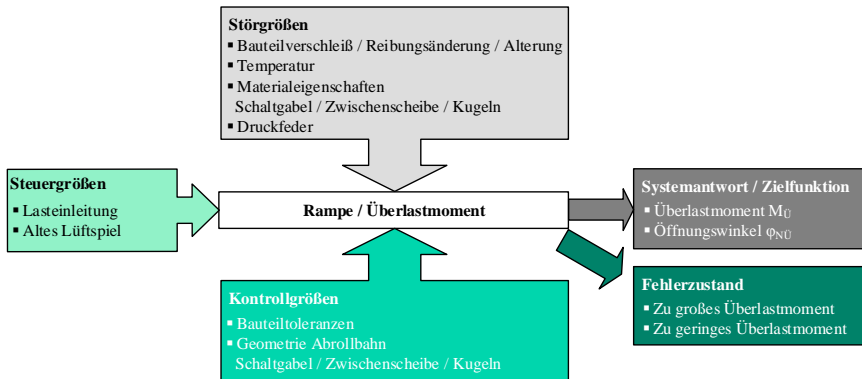 Störgrößen
▪ Bauteilverschleiß / Reibungsänderung / Alterung
▪ Temperatur
▪ Materialeigenschaften
Schaltgabel / Zwischenscheibe / Kugeln
▪ Druckfeder
Steuergrößen
▪ Lasteinleitung
▪ Altes Lüftspiel
Rampe / Überlastmoment
Systemantwort / Zielfunktion
▪ Überlastmoment MÜ
▪ Öffnungswinkel φNÜ
Kontrollgrößen
▪ Bauteiltoleranzen
▪ Geometrie Abrollbahn
Schaltgabel / Zwischenscheibe / Kugeln
Fehlerzustand
▪ Zu großes Überlastmoment
▪ Zu geringes Überlastmoment